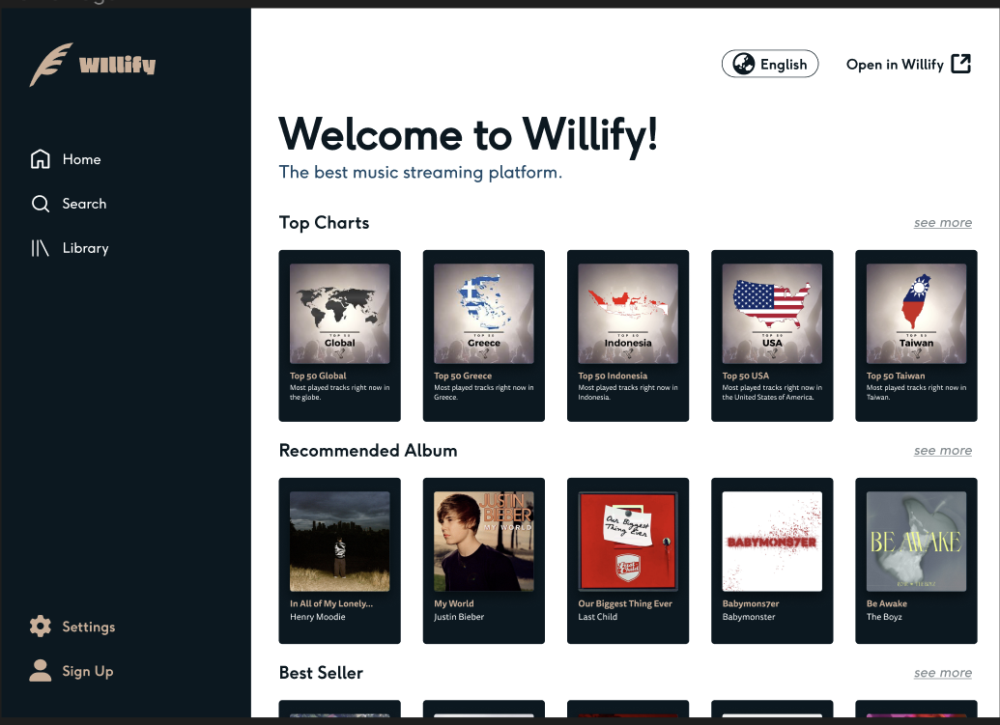 WIllify
Home
Search
Library
Settings
Sign Up
English
Open in Willify
Welcome to Willify!
The best music streaming platform.
Top Charts
see more
TOP 50
Global
Top 50 Global
Most played tracks right now in
the globe.
TOP 50
Greece
Top 50 Greece
Most played tracks right now in
Greece.
TOP 50
Indonesia
Top 50 Indonesia
Most played tracks right now in
Indonesia.
TOP 50
USA
Top 50 USA
Most played tracks right now in
the United States of America.
TOP 50
Taiwan
Top 50 Taiwan
Most played tracks right now in
Taiwan.
Recommended Album
see more
In All of My Lonely...
Henry Moodie
JUSTIN
BIEBER
MY WORLD
My World
Justin Bieber
Our Biggest
Thing Ever
Last Child
Our Biggest Thing Ever
Last Child
BABYMONS7ER
Babymons7er
Babymonster
BE AWAKE
Be Awake
The Boyz
Best Seller
see more